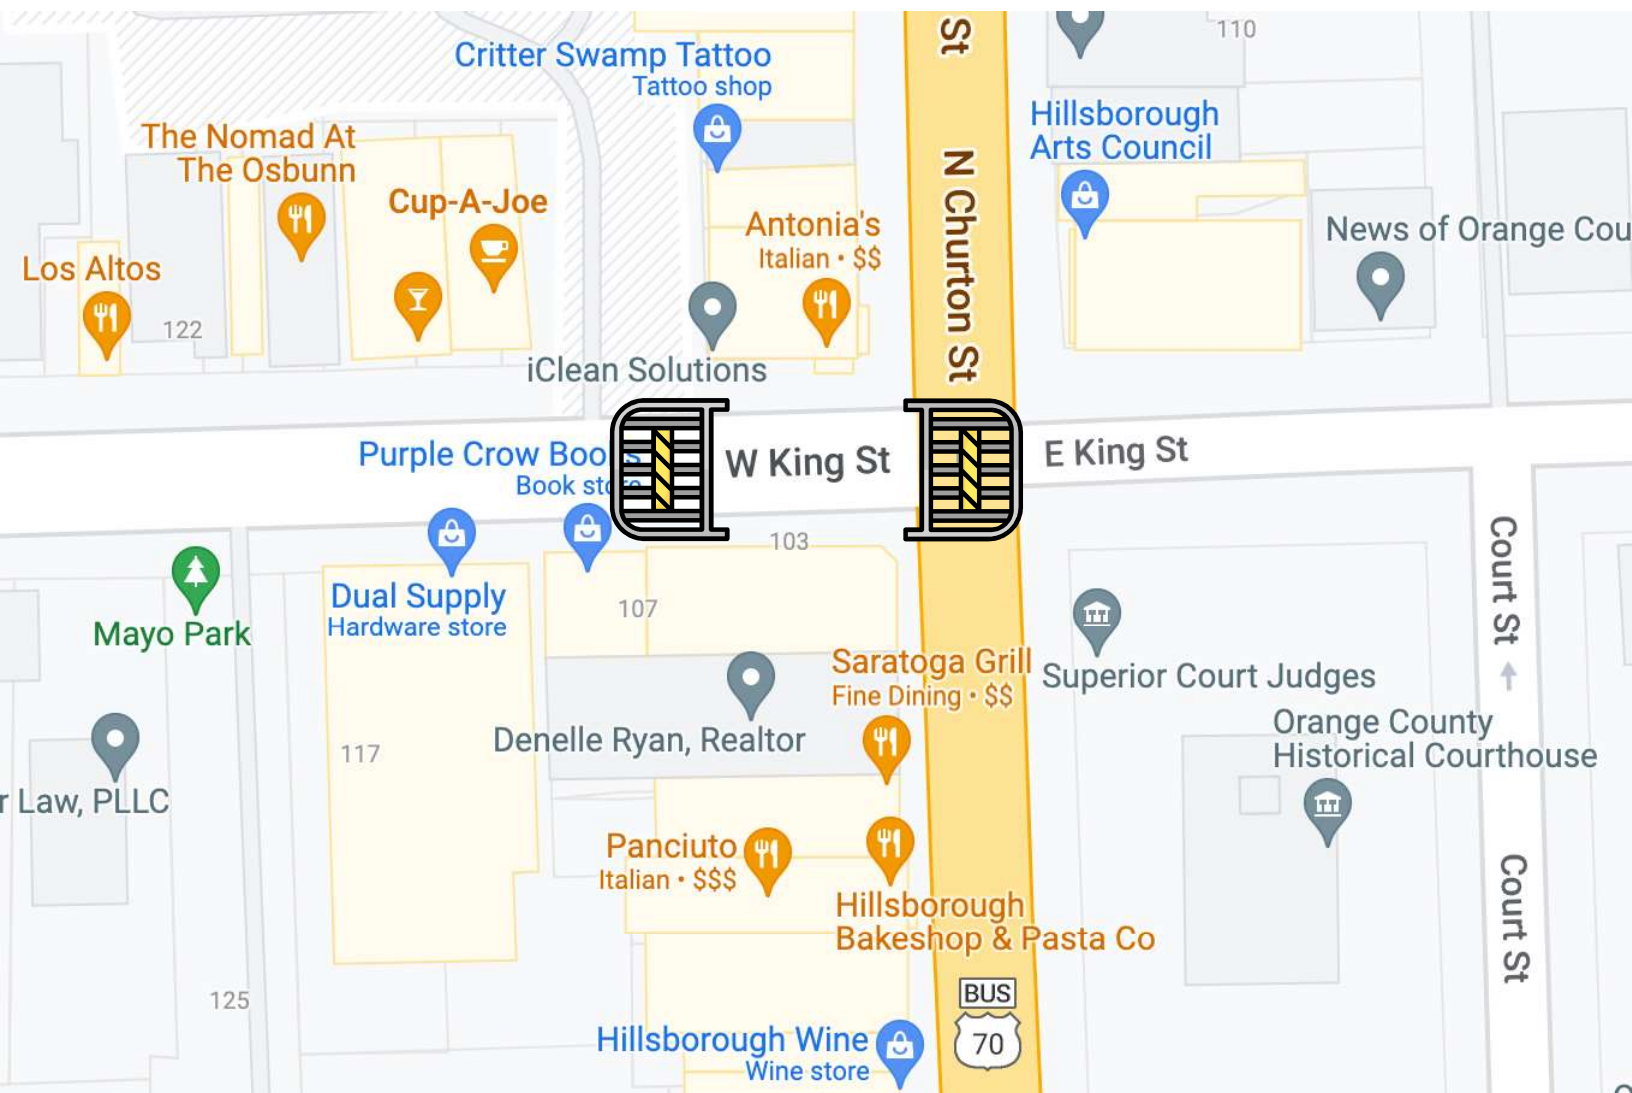 St
110
Critter Swamp Tattoo
Tattoo shop
Hillsborough
Arts Council
The Nomad At
The Osbunn
N Churton St
Cup-A-Joe
Antonia's
Italian • $$
News of Orange Cou
Los Altos
122
iClean Solutions
Purple Crow Books
Book store
W King St
E King St
103
Court St
Dual Supply
Hardware store
107
Mayo Park
Saratoga Grill
Fine Dining • $$
Superior Court Judges
Orange County
Historical Courthouse
Denelle Ryan, Realtor
117
r Law, PLLC
Panciuto
Italian • $$$
Hillsborough
Bakeshop & Pasta Co
Court St
125
BUS
70
Hillsborough Wine
Wine store